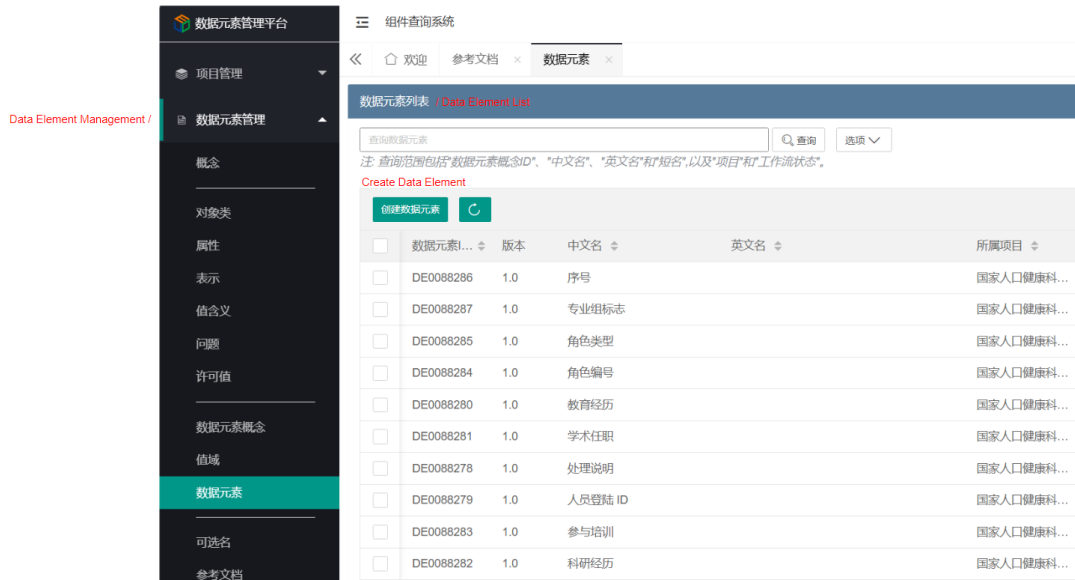 数据元素管理平台
组件查询系统
欢迎
参考文档 ×
数据元素 ×
项目管理
Data Element Management /
数据元素管理
概念
对象类
属性
表示
值含义
问题
许可值
数据元素概念
值域
数据元素
可选名
参考文档
数据元素列表 / Data Element List
查询数据元素
查询
选项
注: 查询范围包括"数据元素概念ID"、"中文名"、"英文名"和"短名",以及"项目"和"工作流状态"。
Create Data Element
创建数据元素
数据元素I... 版本 中文名 英文名 所属项目
DE0088286 1.0 序号 国家人口健康科...
DE0088287 1.0 专业组标志 国家人口健康科...
DE0088285 1.0 角色类型 国家人口健康科...
DE0088284 1.0 角色编号 国家人口健康科...
DE0088280 1.0 教育经历 国家人口健康科...
DE0088281 1.0 学术任职 国家人口健康科...
DE0088278 1.0 处理说明 国家人口健康科...
DE0088279 1.0 人员登陆 ID 国家人口健康科...
DE0088283 1.0 参与培训 国家人口健康科...
DE0088282 1.0 科研经历 国家人口健康科...